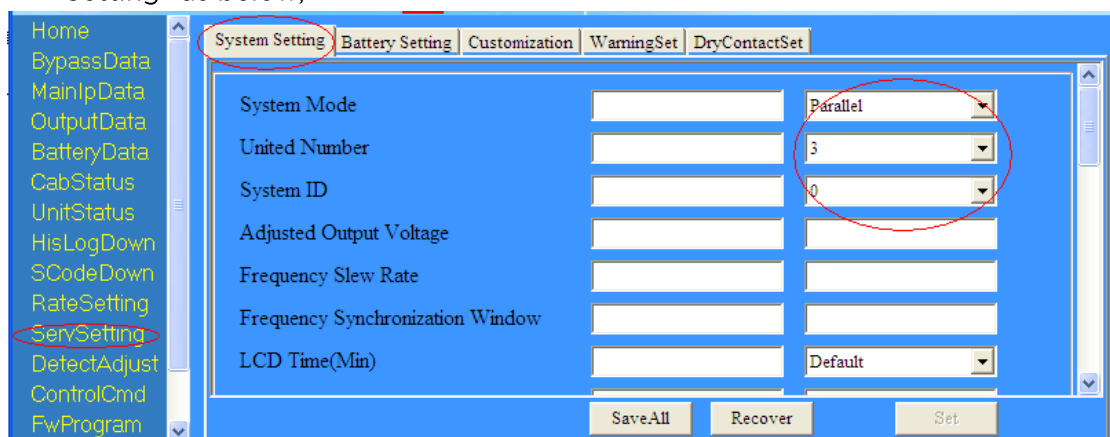 Home
BypassData
MainIpData
OutputData
BatteryData
CabStatus
UnitStatus
HisLogDown
SCodeDown
RateSetting
ServSetting
DetectAdjust
ControlCmd
FwProgram
System Setting Battery Setting Customization WarningSet DryContactSet
System Mode Parallel
United Number 3
System ID 0
Adjusted Output Voltage
Frequency Slew Rate
Frequency Synchronization Window
LCD Time(Min) Default
SaveAll Recover Set